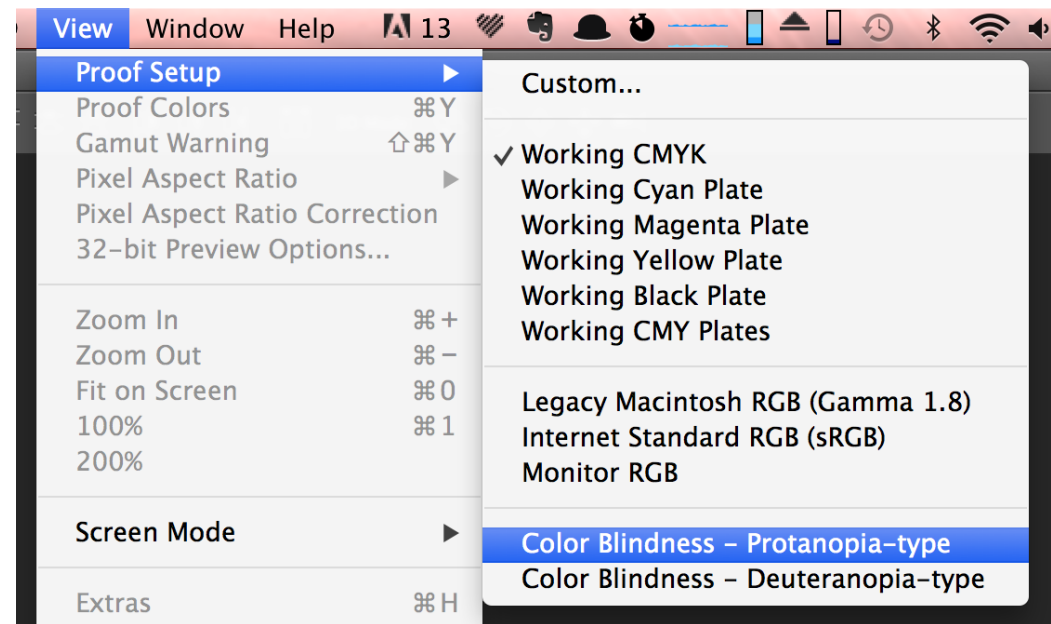 View Window Help 13
Proof Setup
Proof Colors ⌘Y
Gamut Warning ⇧⌘Y
Pixel Aspect Ratio
Pixel Aspect Ratio Correction
32-bit Preview Options...
Zoom In ⌘+
Zoom Out ⌘−
Fit on Screen ⌘0
100% ⌘1
200%
Screen Mode
Extras ⌘H
Custom...
✓ Working CMYK
Working Cyan Plate
Working Magenta Plate
Working Yellow Plate
Working Black Plate
Working CMY Plates
Legacy Macintosh RGB (Gamma 1.8)
Internet Standard RGB (sRGB)
Monitor RGB
Color Blindness – Protanopia-type
Color Blindness – Deuteranopia-type